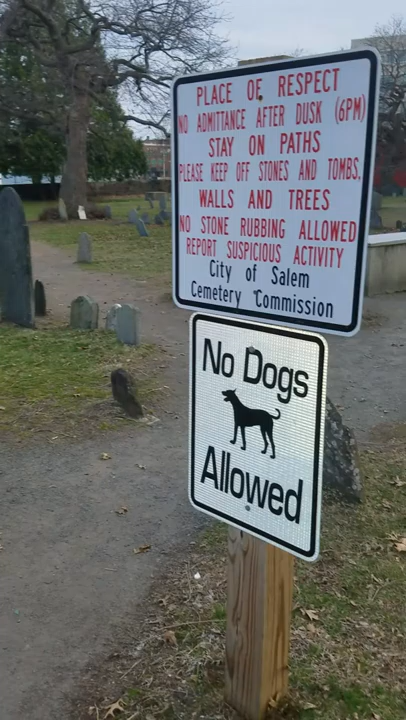 PLACE OF RESPECT
NO ADMITTANCE AFTER DUSK (6PM)
STAY ON PATHS
PLEASE KEEP OFF STONES AND TOMBS,
WALLS AND TREES
NO STONE RUBBING ALLOWED
REPORT SUSPICIOUS ACTIVITY
City of Salem
Cemetery Commission
No Dogs
Allowed